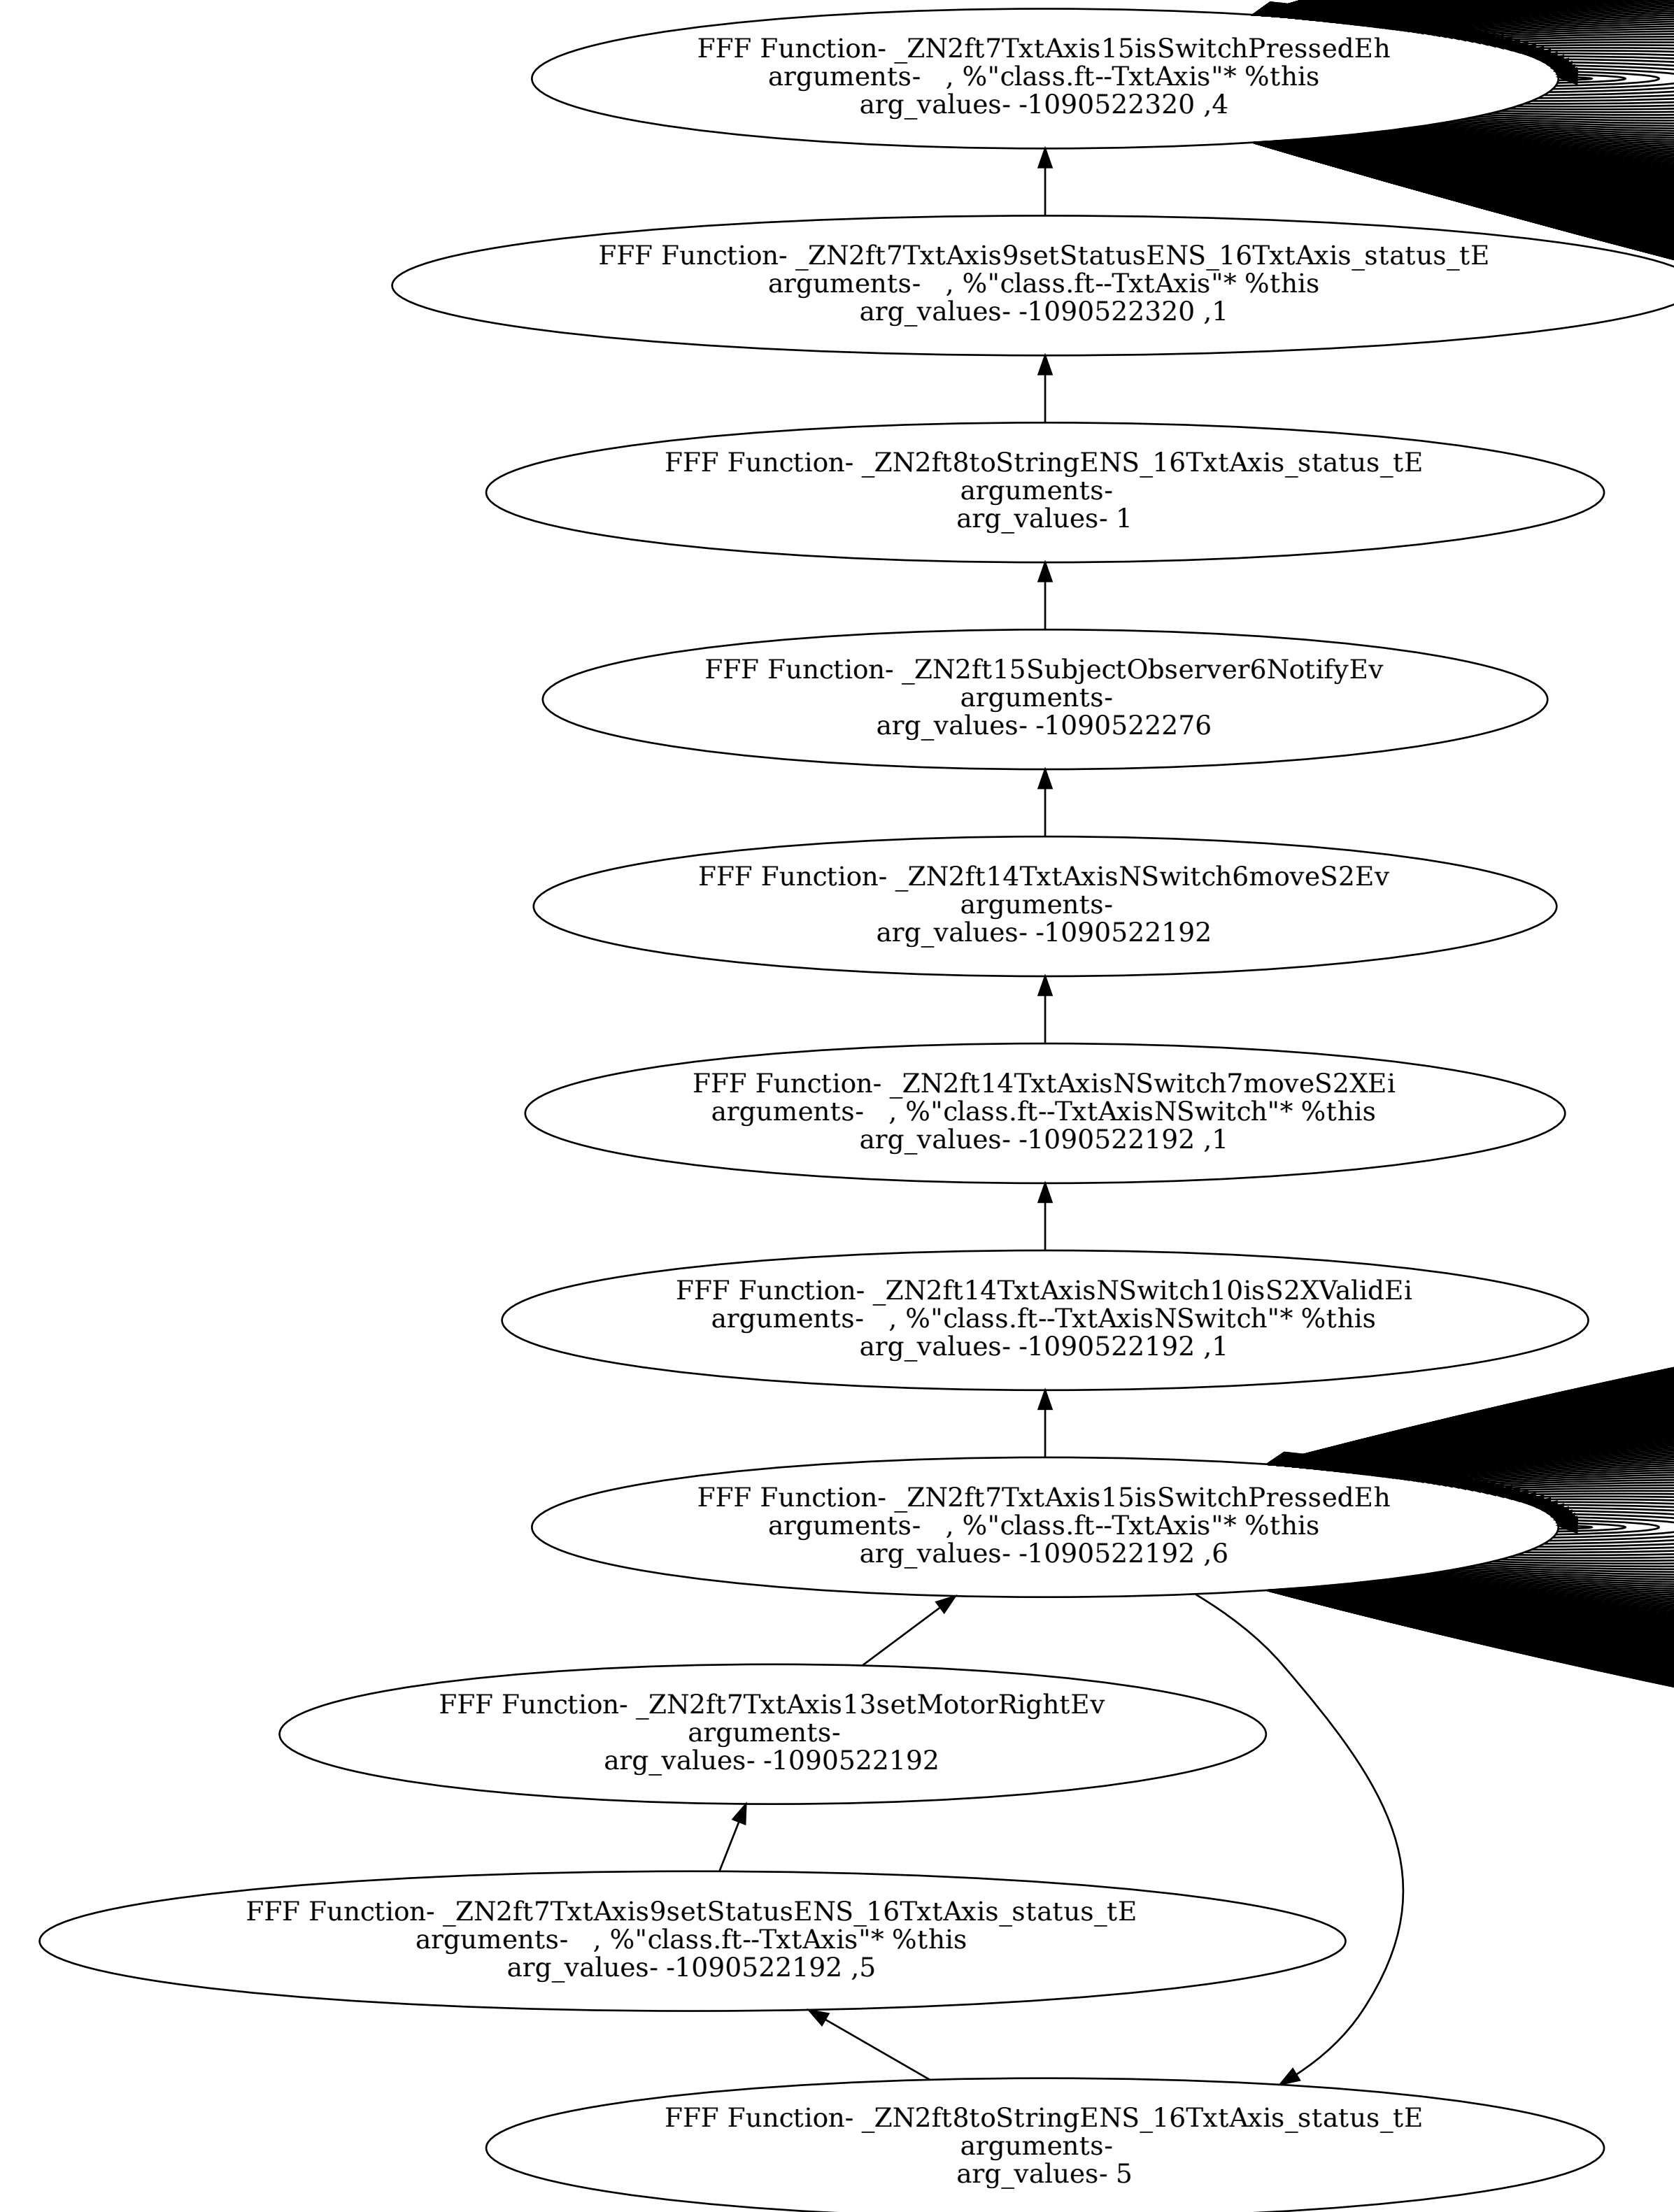 FFF Function- _ZN2ft7TxtAxis15isSwitchPressedEh
arguments-   , %"class.ft--TxtAxis"* %this
arg_values- -1090522320 ,4
FFF Function- _ZN2ft7TxtAxis9setStatusENS_16TxtAxis_status_tE
arguments-   , %"class.ft--TxtAxis"* %this
arg_values- -1090522320 ,1
FFF Function- _ZN2ft8toStringENS_16TxtAxis_status_tE
arguments-
arg_values- 1
FFF Function- _ZN2ft15SubjectObserver6NotifyEv
arguments-
arg_values- -1090522276
FFF Function- _ZN2ft14TxtAxisNSwitch6moveS2Ev
arguments-
arg_values- -1090522192
FFF Function- _ZN2ft14TxtAxisNSwitch7moveS2XEi
arguments-   , %"class.ft--TxtAxisNSwitch"* %this
arg_values- -1090522192 ,1
FFF Function- _ZN2ft14TxtAxisNSwitch10isS2XValidEi
arguments-   , %"class.ft--TxtAxisNSwitch"* %this
arg_values- -1090522192 ,1
FFF Function- _ZN2ft7TxtAxis15isSwitchPressedEh
arguments-   , %"class.ft--TxtAxis"* %this
arg_values- -1090522192 ,6
FFF Function- _ZN2ft7TxtAxis13setMotorRightEv
arguments-
arg_values- -1090522192
FFF Function- _ZN2ft7TxtAxis9setStatusENS_16TxtAxis_status_tE
arguments-   , %"class.ft--TxtAxis"* %this
arg_values- -1090522192 ,5
FFF Function- _ZN2ft8toStringENS_16TxtAxis_status_tE
arguments-
arg_values- 5